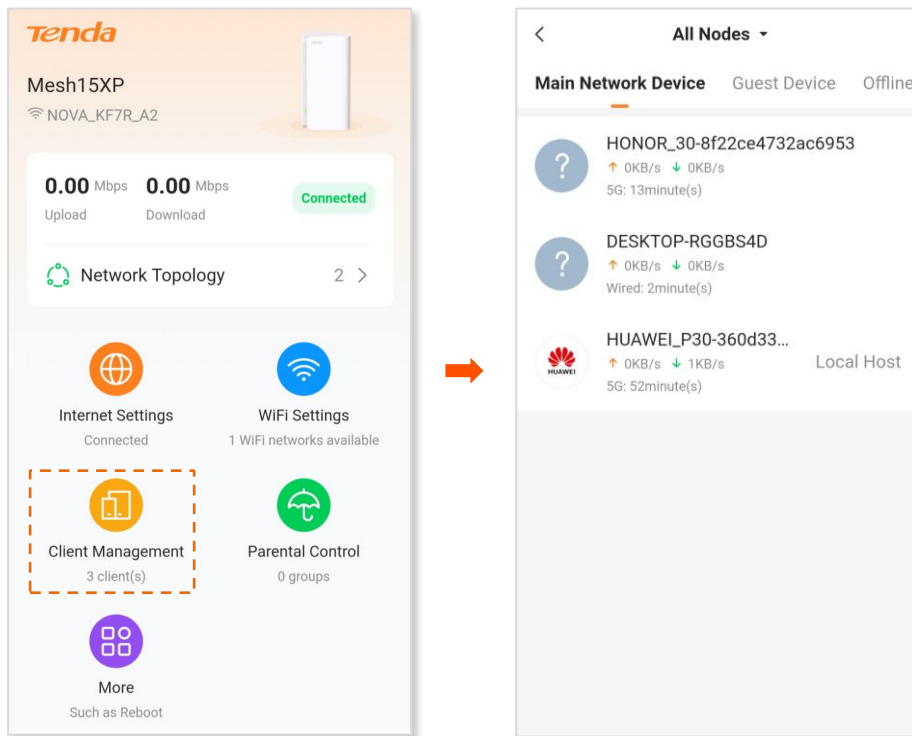 Tenda
Mesh15XP
NOVA_KF7R_A2
0.00 Mbps 0.00 Mbps
Upload Download
Connected
Network Topology 2
Internet Settings WiFi Settings
Connected 1 WiFi networks available
Client Management Parental Control
3 client(s) 0 groups
More
Such as Reboot
All Nodes
Main Network Device Guest Device Offline
HONOR_30-8f22ce4732ac6953
↑ 0KB/s ↓ 0KB/s
5G: 13minute(s)
DESKTOP-RGGBS4D
↑ 0KB/s ↓ 0KB/s
Wired: 2minute(s)
HUAWEI
HUAWEI_P30-360d33...
↑ 0KB/s ↓ 1KB/s
Local Host
5G: 52minute(s)